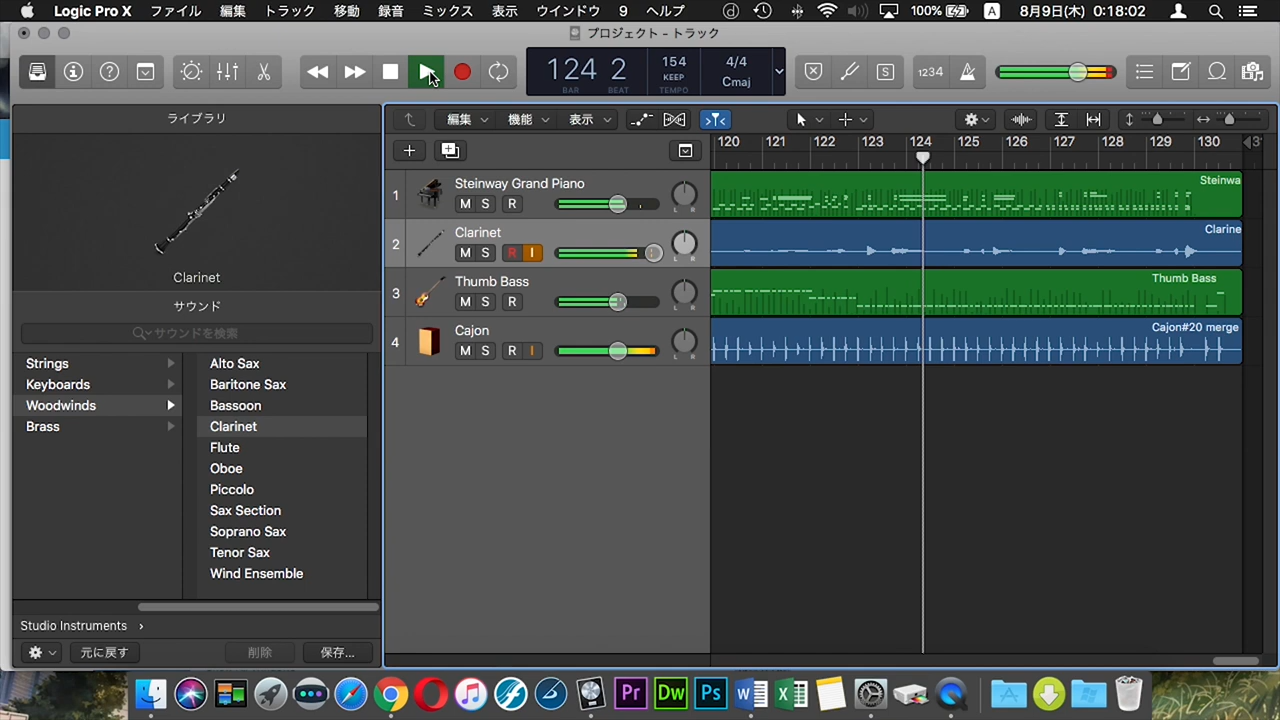 Logic Pro X ファイル 編集 トラック 移動 録音 ミックス 表示 ウインドウ 9 ヘルプ 100% A 8月9日(木) 0:18:02
プロジェクト - トラック
1234
124 2 154 4/4
KEEP Cmaj
BAR BEAT TEMPO
ライブラリ
Clarinet
サウンド
サウンドを検索
Strings
Keyboards
Woodwinds
Brass
Alto Sax
Baritone Sax
Bassoon
Clarinet
Flute
Oboe
Piccolo
Sax Section
Soprano Sax
Tenor Sax
Wind Ensemble
Studio Instruments
元に戻す 削除 保存...
編集 機能 表示
120 121 122 123 124 125 126 127 128 129 130
1 Steinway Grand Piano
M S R L R
2 Clarinet
M S R I L R
3 Thumb Bass
M S R L R
4 Cajon
M S R I L R
Steinwa
Clarine
Thumb Bass
Cajon#20 merge
Pr Dw Ps